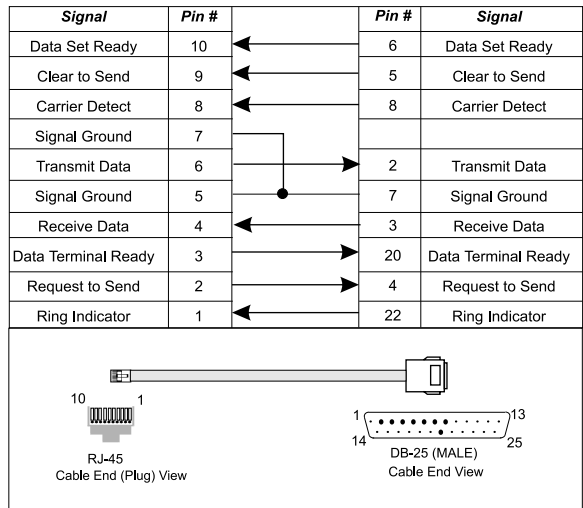 Signal Pin # Pin # Signal
Data Set Ready 10 6 Data Set Ready
Clear to Send 9 5 Clear to Send
Carrier Detect 8 8 Carrier Detect
Signal Ground 7
Transmit Data 6 2 Transmit Data
Signal Ground 5 7 Signal Ground
Receive Data 4 3 Receive Data
Data Terminal Ready 3 20 Data Terminal Ready
Request to Send 2 4 Request to Send
Ring Indicator 1 22 Ring Indicator
10 1
RJ-45
Cable End (Plug) View
1 13
14 25
DB-25 (MALE)
Cable End View